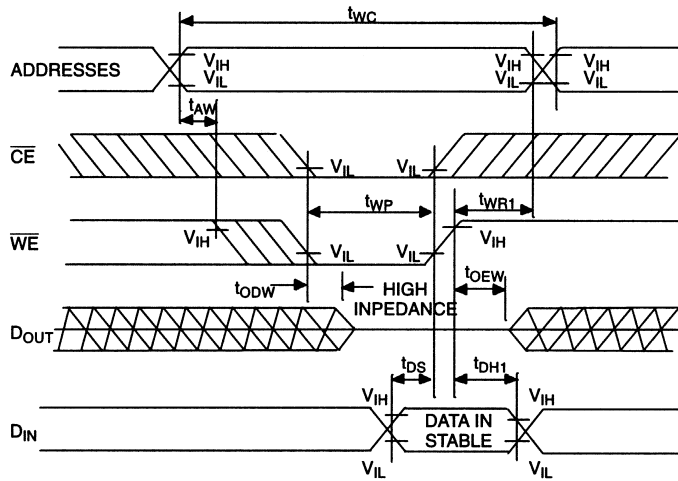 tWC
ADDRESSES
VIH
VIL
VIH
VIL
VIH
VIL
tAW
CE
VIL
VIL
tWP
tWR1
WE
VIH
VIL
VIL
VIH
tODW
HIGH
INPEDANCE
tOEW
DOUT
tDS
tDH1
VIH
VIH
DIN
DATA IN
STABLE
VIL
VIL